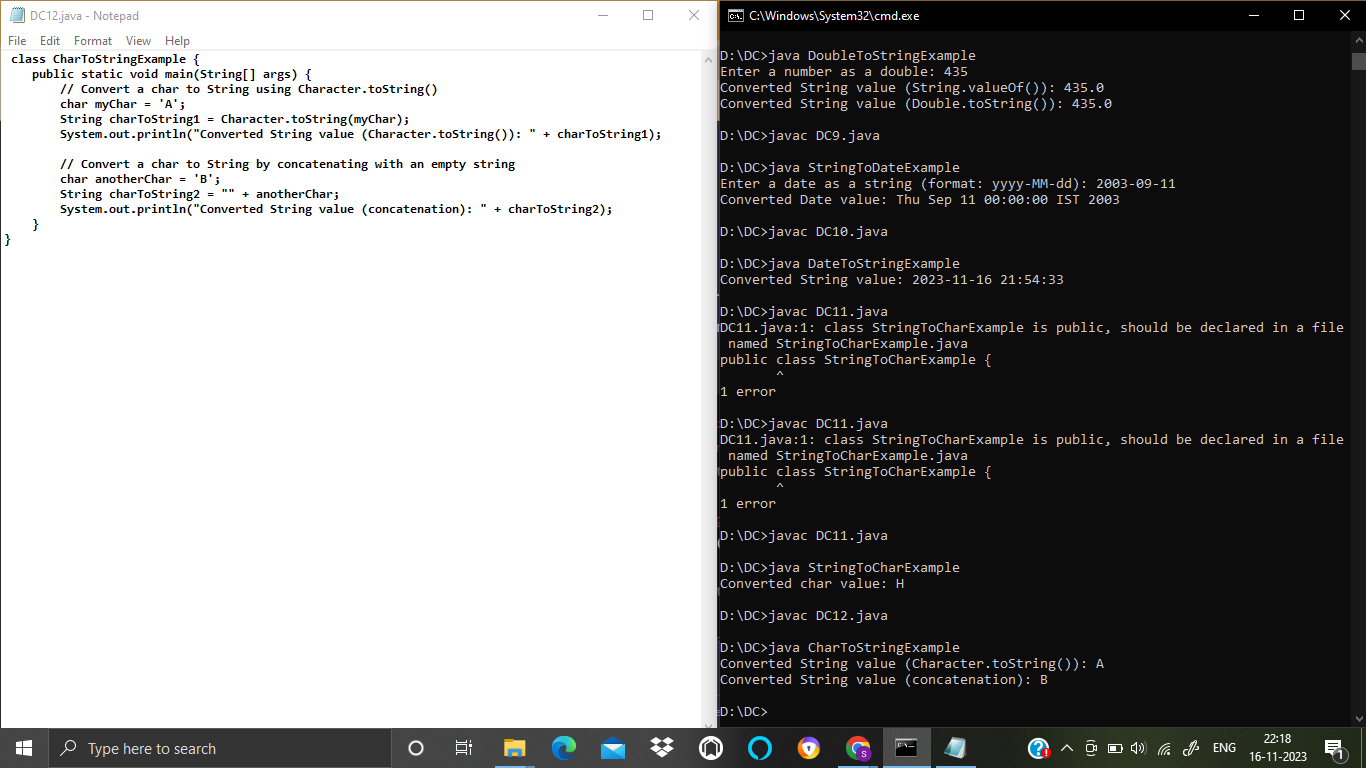 DC12.java - Notepad
File Edit Format View Help
class CharToStringExample {
public static void main(String[] args) {
// Convert a char to String using Character.toString()
char myChar = 'A';
String charToString1 = Character.toString(myChar);
System.out.println("Converted String value (Character.toString()): " + charToString1);
// Convert a char to String by concatenating with an empty string
char anotherChar = 'B';
String charToString2 = "" + anotherChar;
System.out.println("Converted String value (concatenation): " + charToString2);
}
}
C:\Windows\System32\cmd.exe
D:\DC>java DoubleToStringExample
Enter a number as a double: 435
Converted String value (String.valueOf()): 435.0
Converted String value (Double.toString()): 435.0
D:\DC>javac DC9.java
D:\DC>java StringToDateExample
Enter a date as a string (format: yyyy-MM-dd): 2003-09-11
Converted Date value: Thu Sep 11 00:00:00 IST 2003
D:\DC>javac DC10.java
D:\DC>java DateToStringExample
Converted String value: 2023-11-16 21:54:33
D:\DC>javac DC11.java
DC11.java:1: class StringToCharExample is public, should be declared in a file
named StringToCharExample.java
public class StringToCharExample {
^
1 error
D:\DC>javac DC11.java
DC11.java:1: class StringToCharExample is public, should be declared in a file
named StringToCharExample.java
public class StringToCharExample {
^
1 error
D:\DC>javac DC11.java
D:\DC>java StringToCharExample
Converted char value: H
D:\DC>javac DC12.java
D:\DC>java CharToStringExample
Converted String value (Character.toString()): A
Converted String value (concatenation): B
D:\DC>
Type here to search
S
ENG
22:18
16-11-2023
1